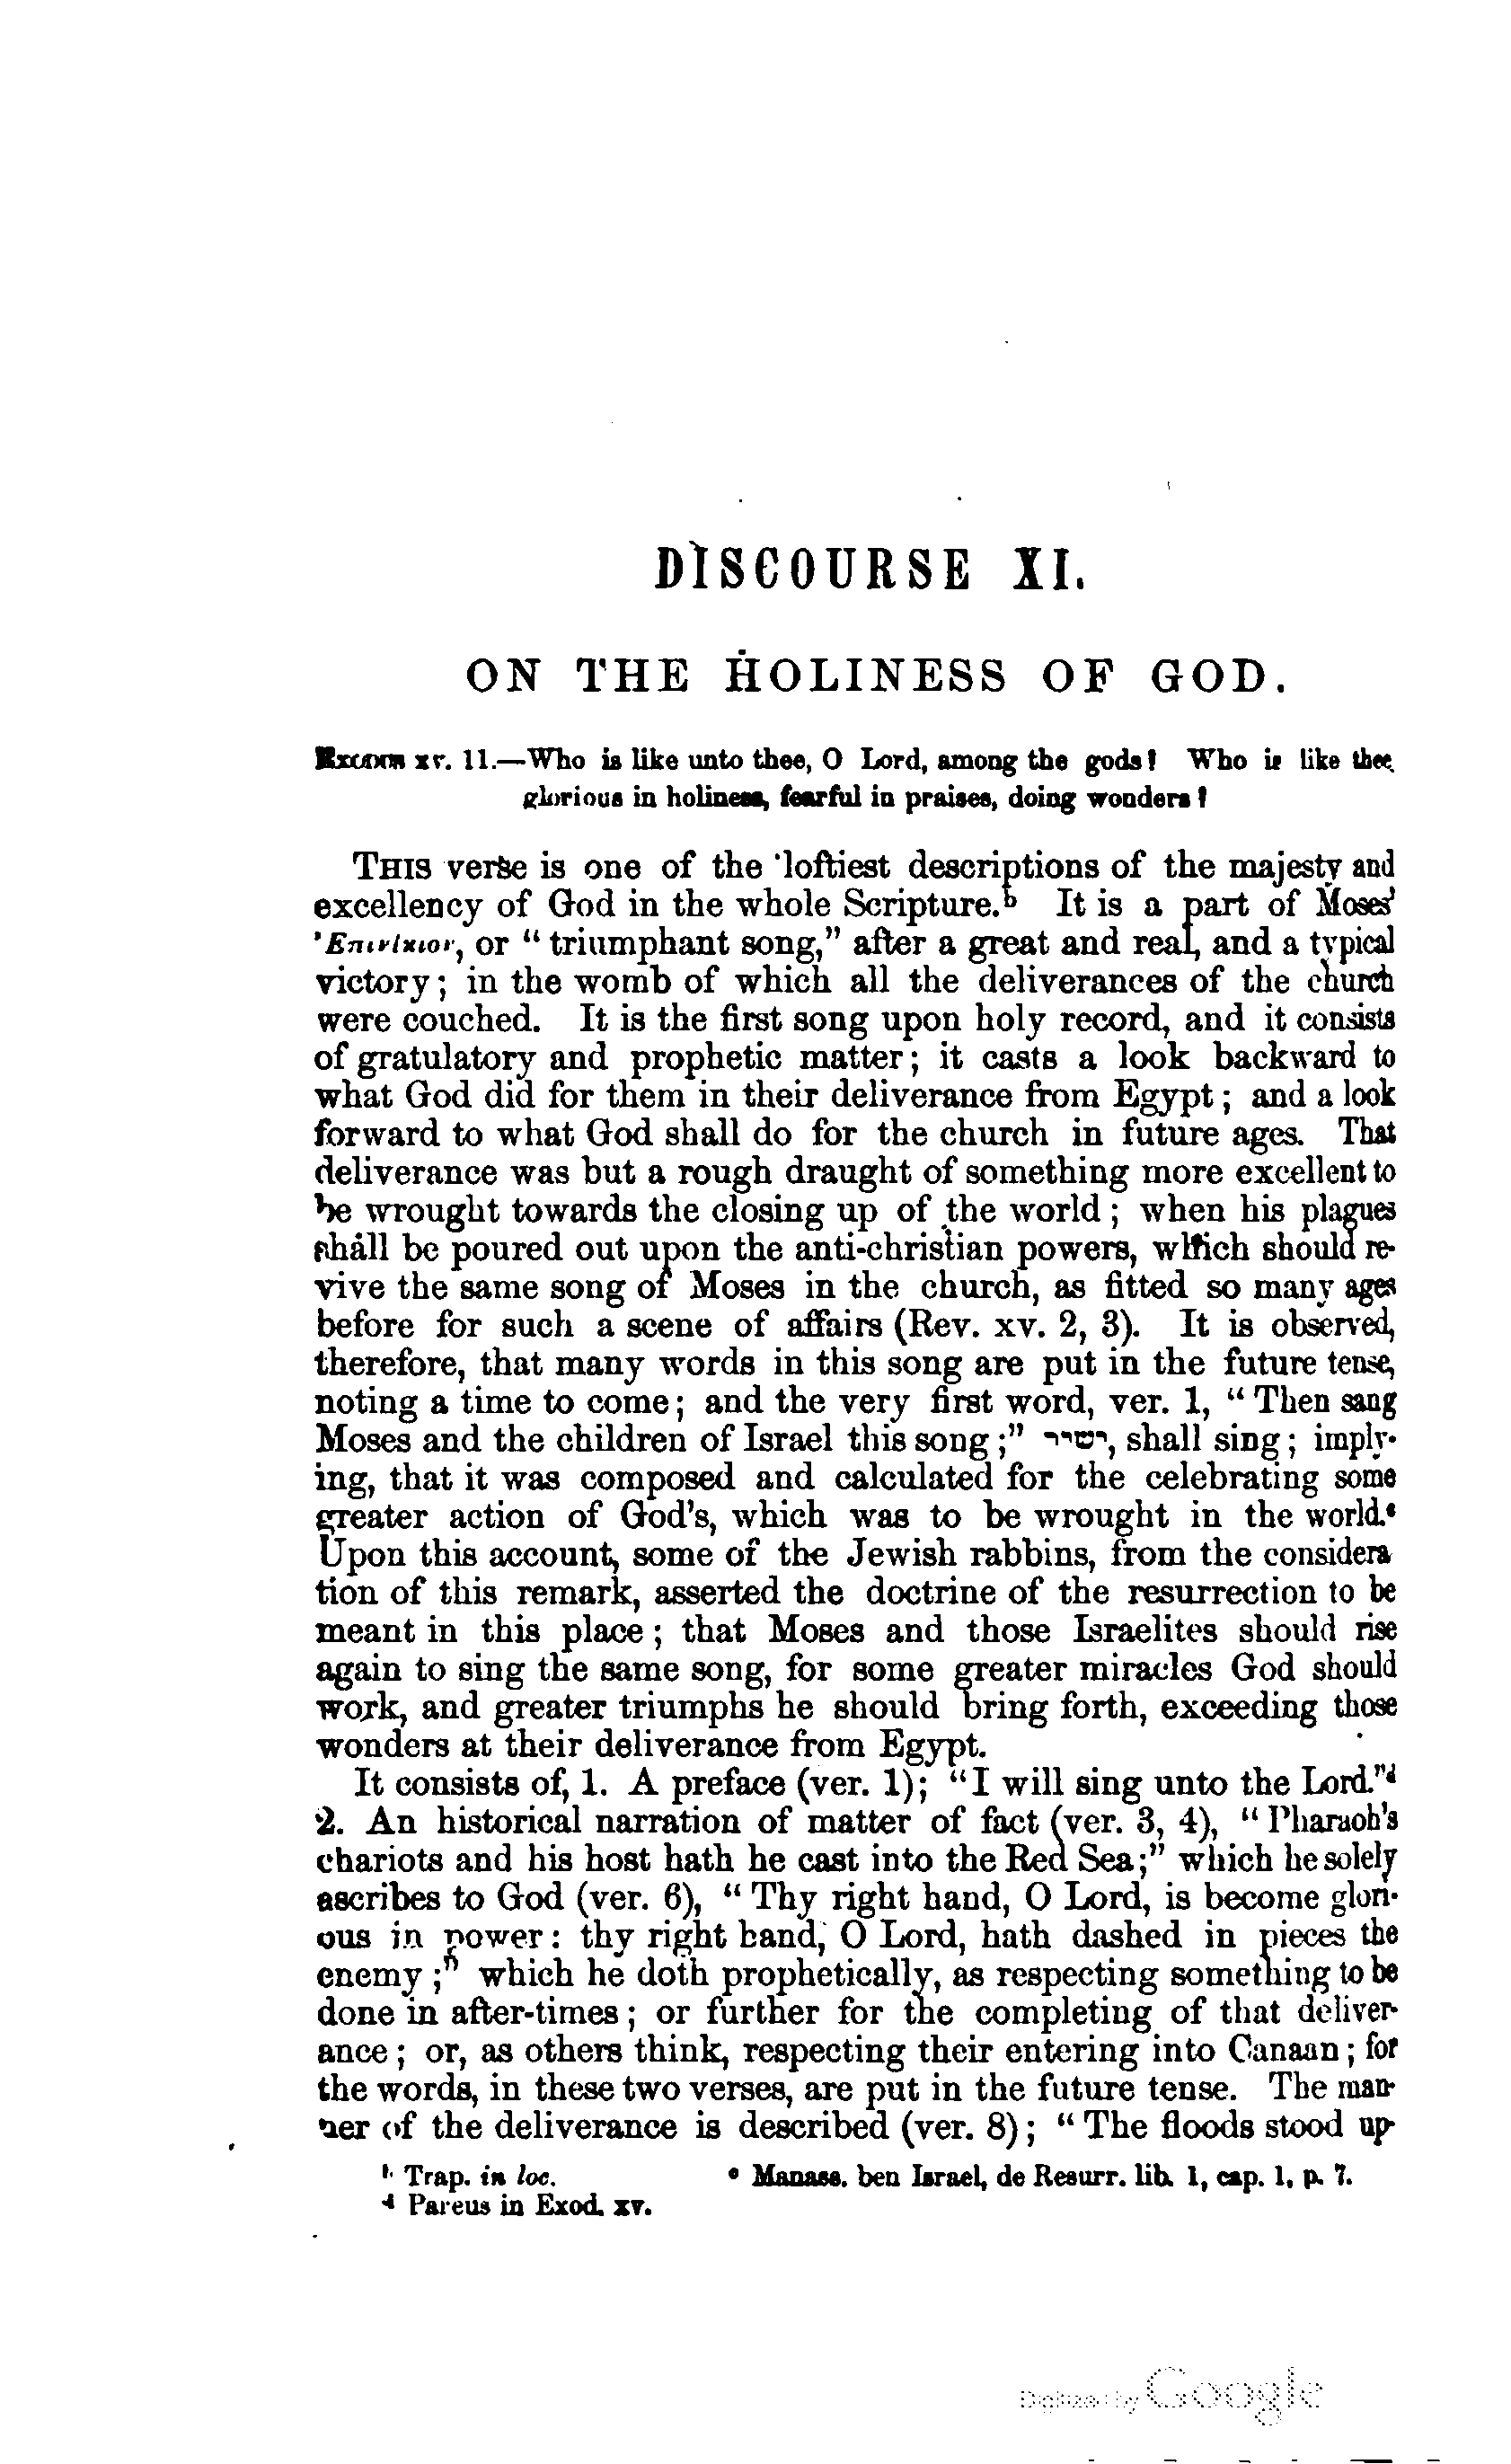 DISCOURSE XI.
ON THE HOLINESS OF GOD.
EXODUS xv. 11.—Who is like unto thee, O Lord, among the gods? Who is like thee,
glorious in holiness, fearful in praises, doing wonders?
THIS verse is one of the loftiest descriptions of the majesty and
excellency of God in the whole Scripture.ᵇ It is a part of Moses'
'Επινίκιον, or “triumphant song,” after a great and real, and a typical
victory; in the womb of which all the deliverances of the church
were couched. It is the first song upon holy record, and it consists
of gratulatory and prophetic matter; it casts a look backward to
what God did for them in their deliverance from Egypt; and a look
forward to what God shall do for the church in future ages. That
deliverance was but a rough draught of something more excellent to
be wrought towards the closing up of the world; when his plagues
shall be poured out upon the anti-christian powers, which should re-
vive the same song of Moses in the church, as fitted so many ages
before for such a scene of affairs (Rev. xv. 2, 3). It is observed,
therefore, that many words in this song are put in the future tense,
noting a time to come; and the very first word, ver. 1, “Then sang
Moses and the children of Israel this song;” ישיר, shall sing; imply-
ing, that it was composed and calculated for the celebrating some
greater action of God's, which was to be wrought in the world.ᶜ
Upon this account, some of the Jewish rabbins, from the considera
tion of this remark, asserted the doctrine of the resurrection to be
meant in this place; that Moses and those Israelites should rise
again to sing the same song, for some greater miracles God should
work, and greater triumphs he should bring forth, exceeding those
wonders at their deliverance from Egypt.
It consists of, 1. A preface (ver. 1); “I will sing unto the Lord.”ᵈ
2. An historical narration of matter of fact (ver. 3, 4), “Pharaoh's
chariots and his host hath he cast into the Red Sea;” which he solely
ascribes to God (ver. 6), “Thy right hand, O Lord, is become glori-
ous in power: thy right hand, O Lord, hath dashed in pieces the
enemy;” which he doth prophetically, as respecting something to be
done in after-times; or further for the completing of that deliver-
ance; or, as others think, respecting their entering into Canaan; for
the words, in these two verses, are put in the future tense. The man-
ner of the deliverance is described (ver. 8); “The floods stood up-
ᵇ Trap. in loc. ᶜ Manass. ben Israel, de Resurr. lib. 1, cap. 1, p. 7.
ᵈ Pareus in Exod. xv.
Digitized by Google